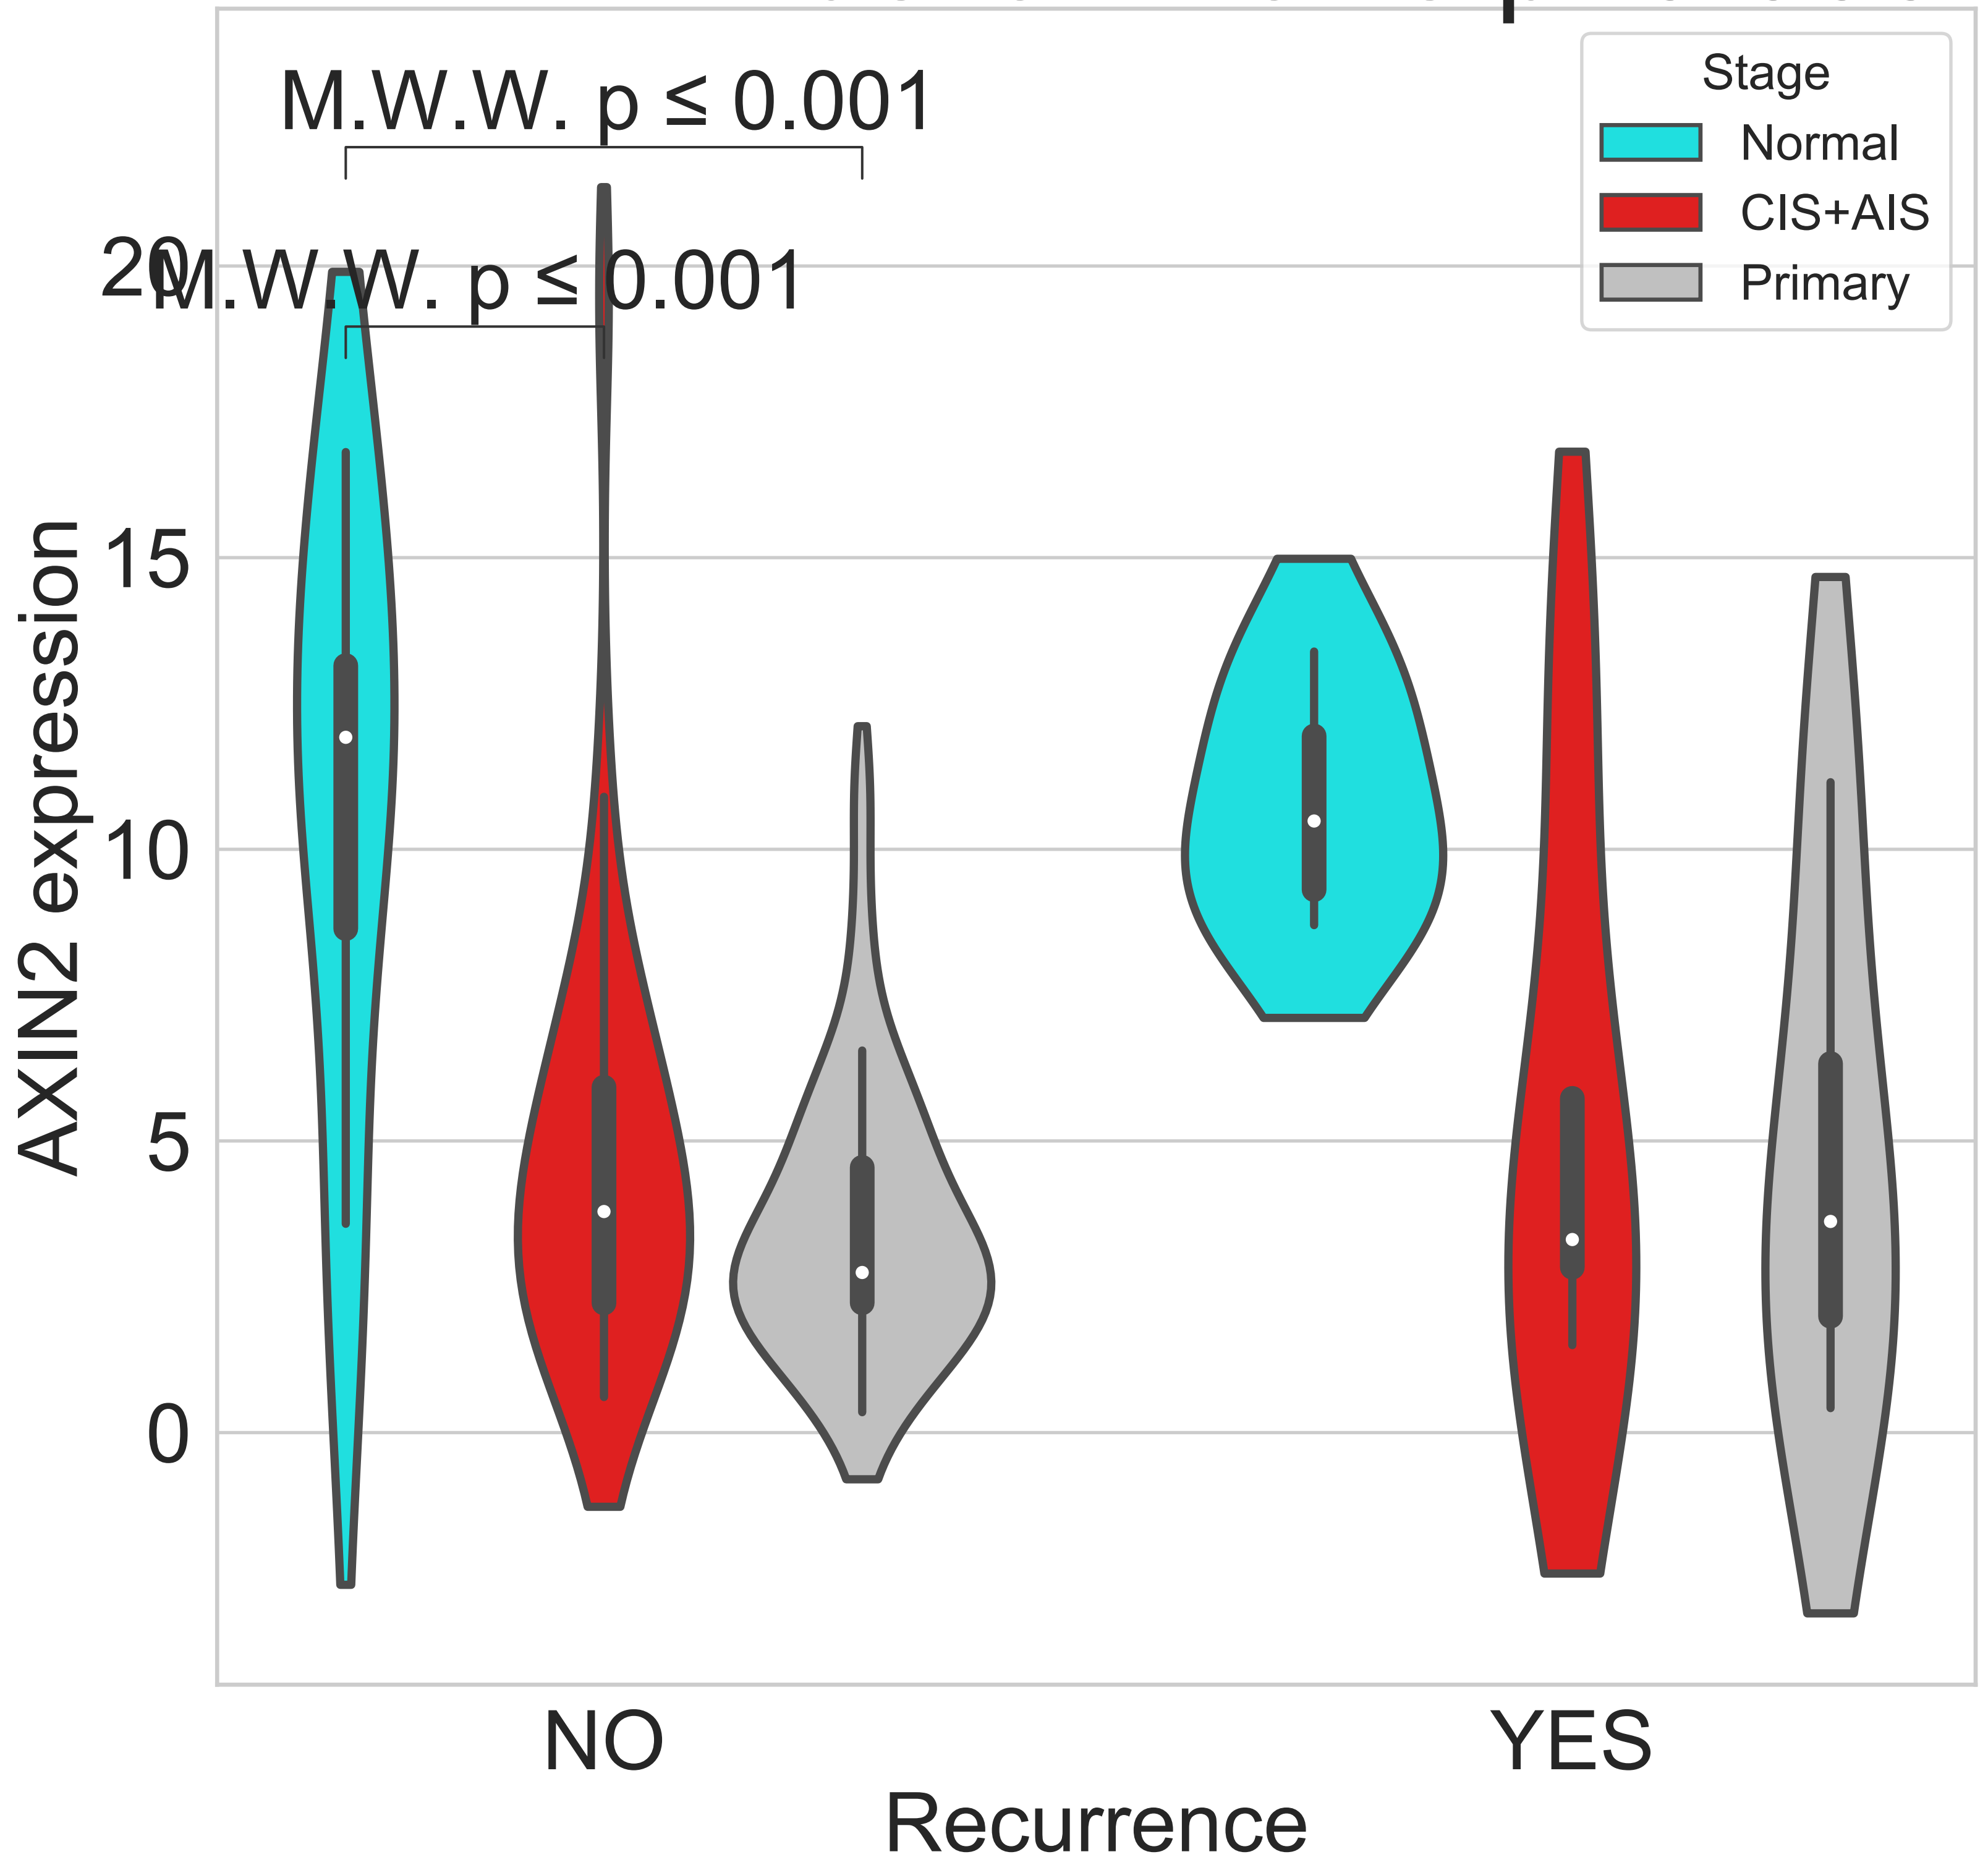 M.W.W. p ≤ 0.001
M.W.W. p ≤ 0.001
Stage
Normal
CIS+AIS
Primary
AXIN2 expression
20
15
10
5
0
NO
YES
Recurrence